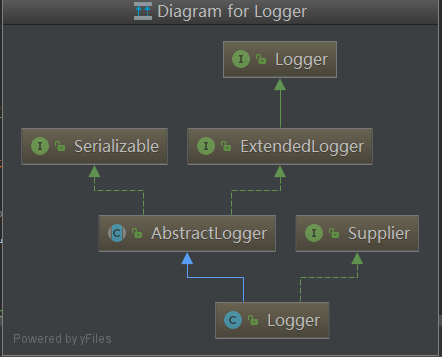 Diagram for Logger
I Logger
I Serializable
I ExtendedLogger
C AbstractLogger
I Supplier
C Logger
Powered by yFiles